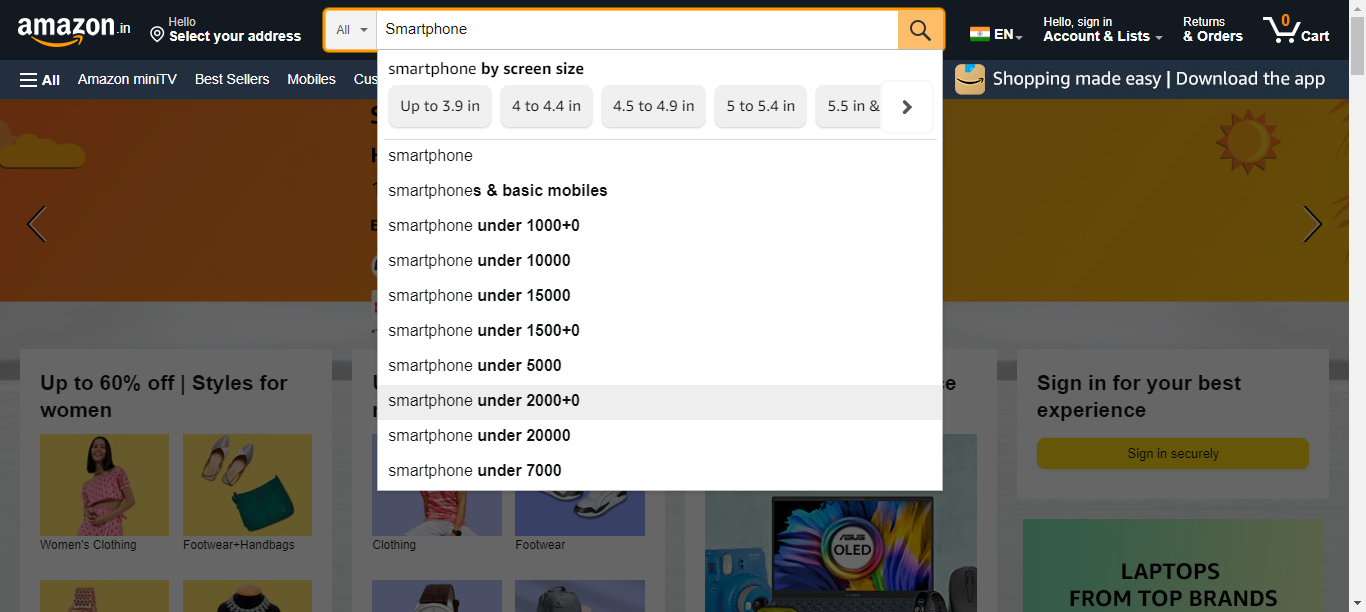 amazon.in
Hello
Select your address
All
Smartphone
EN
Hello, sign in
Account & Lists
Returns
& Orders
0
Cart
All
Amazon miniTV
Best Sellers
Mobiles
Cus
Shopping made easy | Download the app
smartphone by screen size
Up to 3.9 in
4 to 4.4 in
4.5 to 4.9 in
5 to 5.4 in
5.5 in &
smartphone
smartphones & basic mobiles
smartphone under 1000+0
smartphone under 10000
smartphone under 15000
smartphone under 1500+0
smartphone under 5000
smartphone under 2000+0
smartphone under 20000
smartphone under 7000
Up to 60% off | Styles for
women
Women's Clothing
Footwear+Handbags
Clothing
Footwear
ASUS
OLED
Sign in for your best
experience
Sign in securely
LAPTOPS
FROM TOP BRANDS